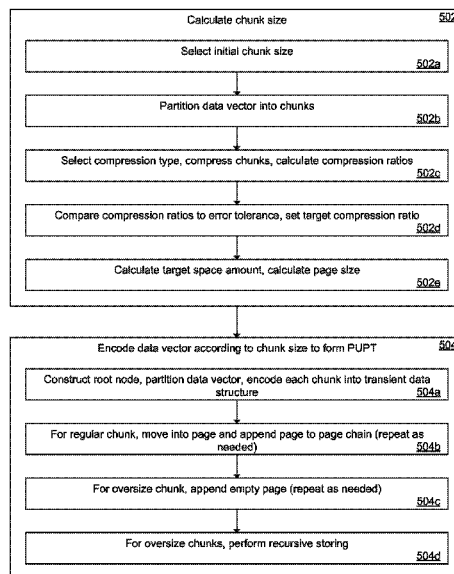 Calculate chunk size
502
Select initial chunk size
502a
Partition data vector into chunks
502b
Select compression type, compress chunks, calculate compression ratios
502c
Compare compression ratios to error tolerance, set target compression ratio
502d
Calculate target space amount, calculate page size
502e
Encode data vector according to chunk size to form PUPT
504
Construct root node, partition data vector, encode each chunk into transient data
structure
504a
For regular chunk, move into page and append page to page chain (repeat as
needed)
504b
For oversize chunk, append empty page (repeat as needed)
504c
For oversize chunks, perform recursive storing
504d